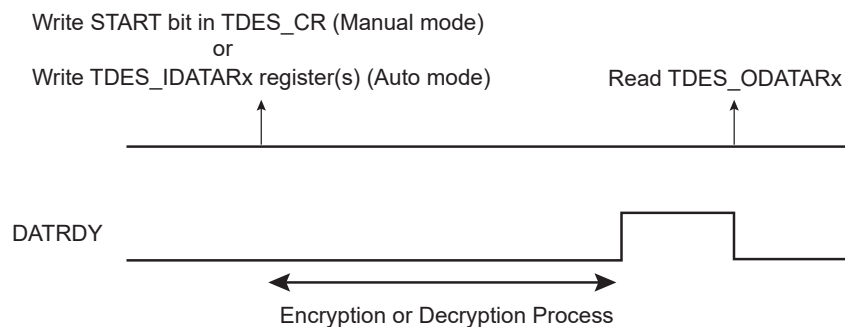 Write START bit in TDES_CR (Manual mode)
or
Write TDES_IDATARx register(s) (Auto mode)
Read TDES_ODATARx
DATRDY
Encryption or Decryption Process